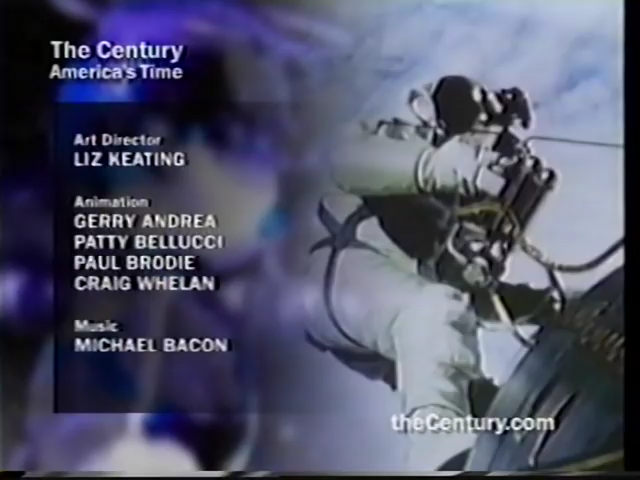 The Century
America's Time
Art Director
LIZ KEATING
Animation
GERRY ANDREA
PATTY BELLUCCI
PAUL BRODIE
CRAIG WHELAN
Music
MICHAEL BACON
theCentury.com